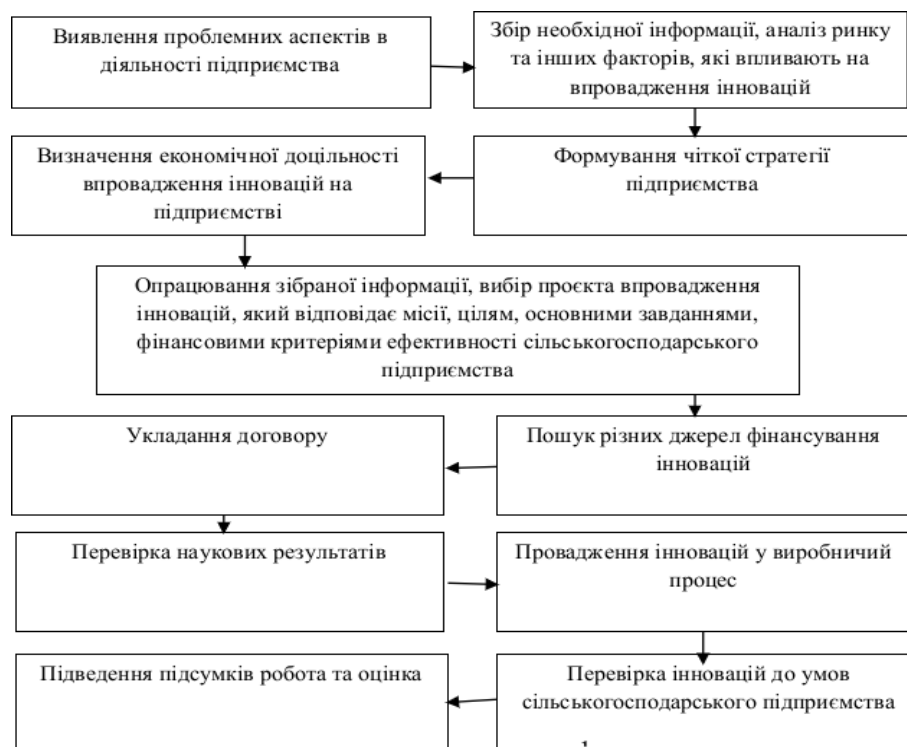 Виявлення проблемних аспектів в
діяльності підприємства
Збір необхідної інформації, аналіз ринку
та інших факторів, які впливають на
впровадження інновацій
Формування чіткої стратегії
підприємства
Визначення економічної доцільності
впровадження інновацій на
підприємстві
Опрацювання зібраної інформації, вибір проєкта впровадження
інновацій, який відповідає місії, цілям, основними завданнями,
фінансовими критеріями ефективності сільськогосподарського
підприємства
Пошук різних джерел фінансування
інновацій
Укладання договору
Перевірка наукових результатів
Провадження інновацій у виробничий
процес
Перевірка інновацій до умов
сільськогосподарського підприємства
Підведення підсумків робота та оцінка